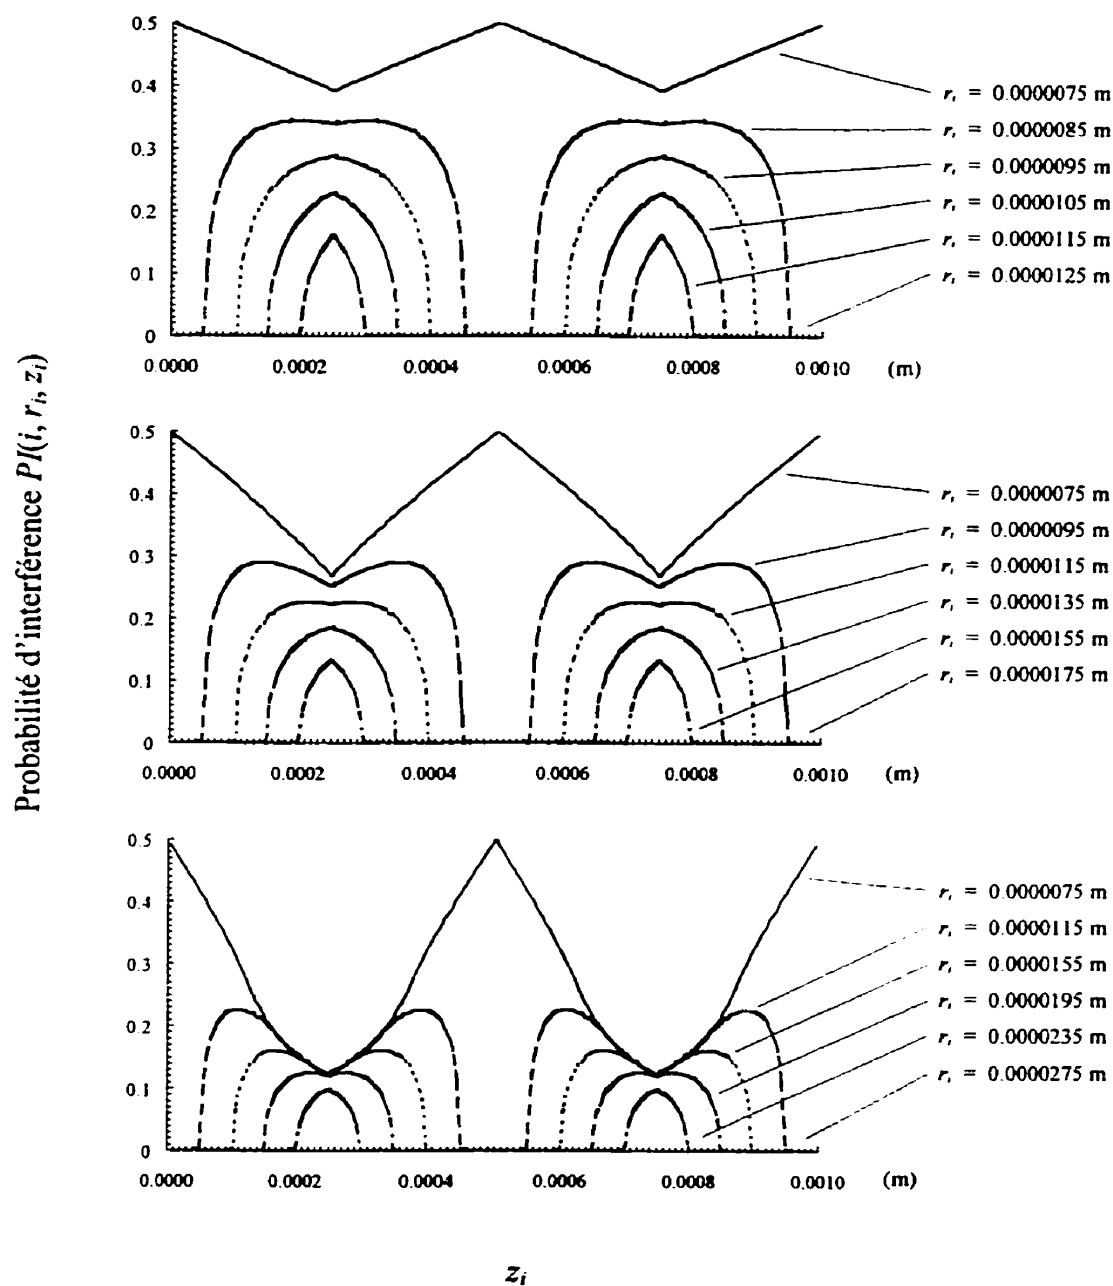 Probabilité d'interférence PI(i, rᵢ, zᵢ)
0.5
0.4
0.3
0.2
0.1
0
0.0000 0.0002 0.0004 0.0006 0.0008 0.0010 (m)
rᵢ = 0.0000075 m
rᵢ = 0.0000085 m
rᵢ = 0.0000095 m
rᵢ = 0.0000105 m
rᵢ = 0.0000115 m
rᵢ = 0.0000125 m
0.5
0.4
0.3
0.2
0.1
0
0.0000 0.0002 0.0004 0.0006 0.0008 0.0010 (m)
rᵢ = 0.0000075 m
rᵢ = 0.0000095 m
rᵢ = 0.0000115 m
rᵢ = 0.0000135 m
rᵢ = 0.0000155 m
rᵢ = 0.0000175 m
0.5
0.4
0.3
0.2
0.1
0
0.0000 0.0002 0.0004 0.0006 0.0008 0.0010 (m)
rᵢ = 0.0000075 m
rᵢ = 0.0000115 m
rᵢ = 0.0000155 m
rᵢ = 0.0000195 m
rᵢ = 0.0000235 m
rᵢ = 0.0000275 m
zᵢ